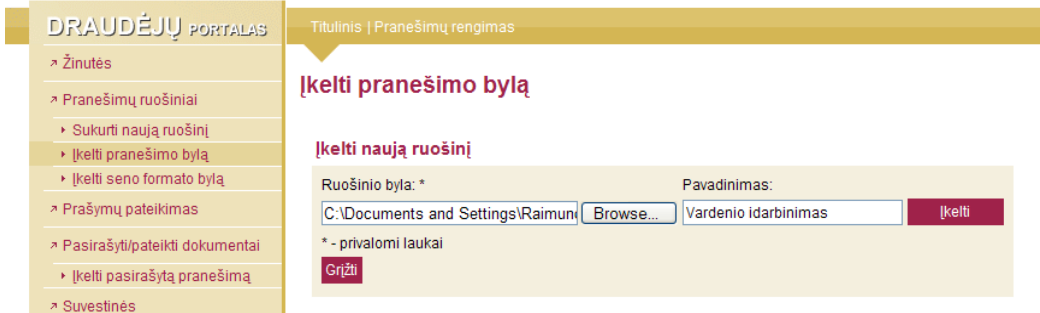 DRAUDĖJŲ PORTALAS
Titulinis | Pranešimų rengimas
Žinutės
Pranešimų ruošiniai
Sukurti naują ruošinį
Įkelti pranešimo bylą
Įkelti seno formato bylą
Prašymų pateikimas
Pasirašyti/pateikti dokumentai
Įkelti pasirašytą pranešimą
Suvestinės
Įkelti pranešimo bylą
Įkelti naują ruošinį
Ruošinio byla: * Pavadinimas:
C:\Documents and Settings\Raimun Browse... Vardenio idarbinimas Įkelti
* - privalomi laukai
Grįžti